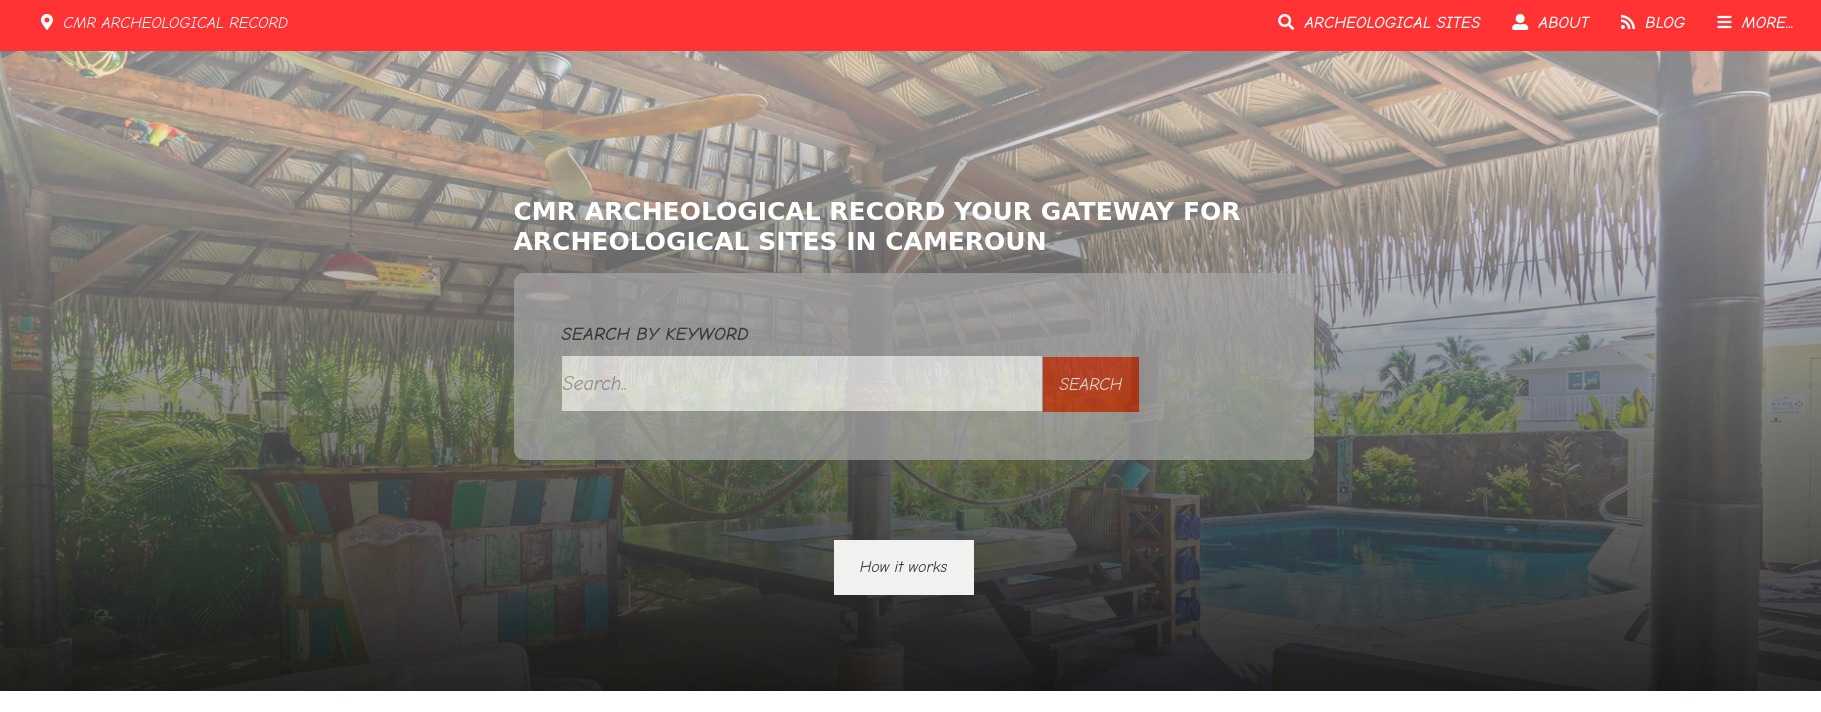 CMR ARCHEOLOGICAL RECORD
ARCHEOLOGICAL SITES
ABOUT
BLOG
MORE...
CMR ARCHEOLOGICAL RECORD YOUR GATEWAY FOR
ARCHEOLOGICAL SITES IN CAMEROUN
SEARCH BY KEYWORD
Search..
SEARCH
How it works